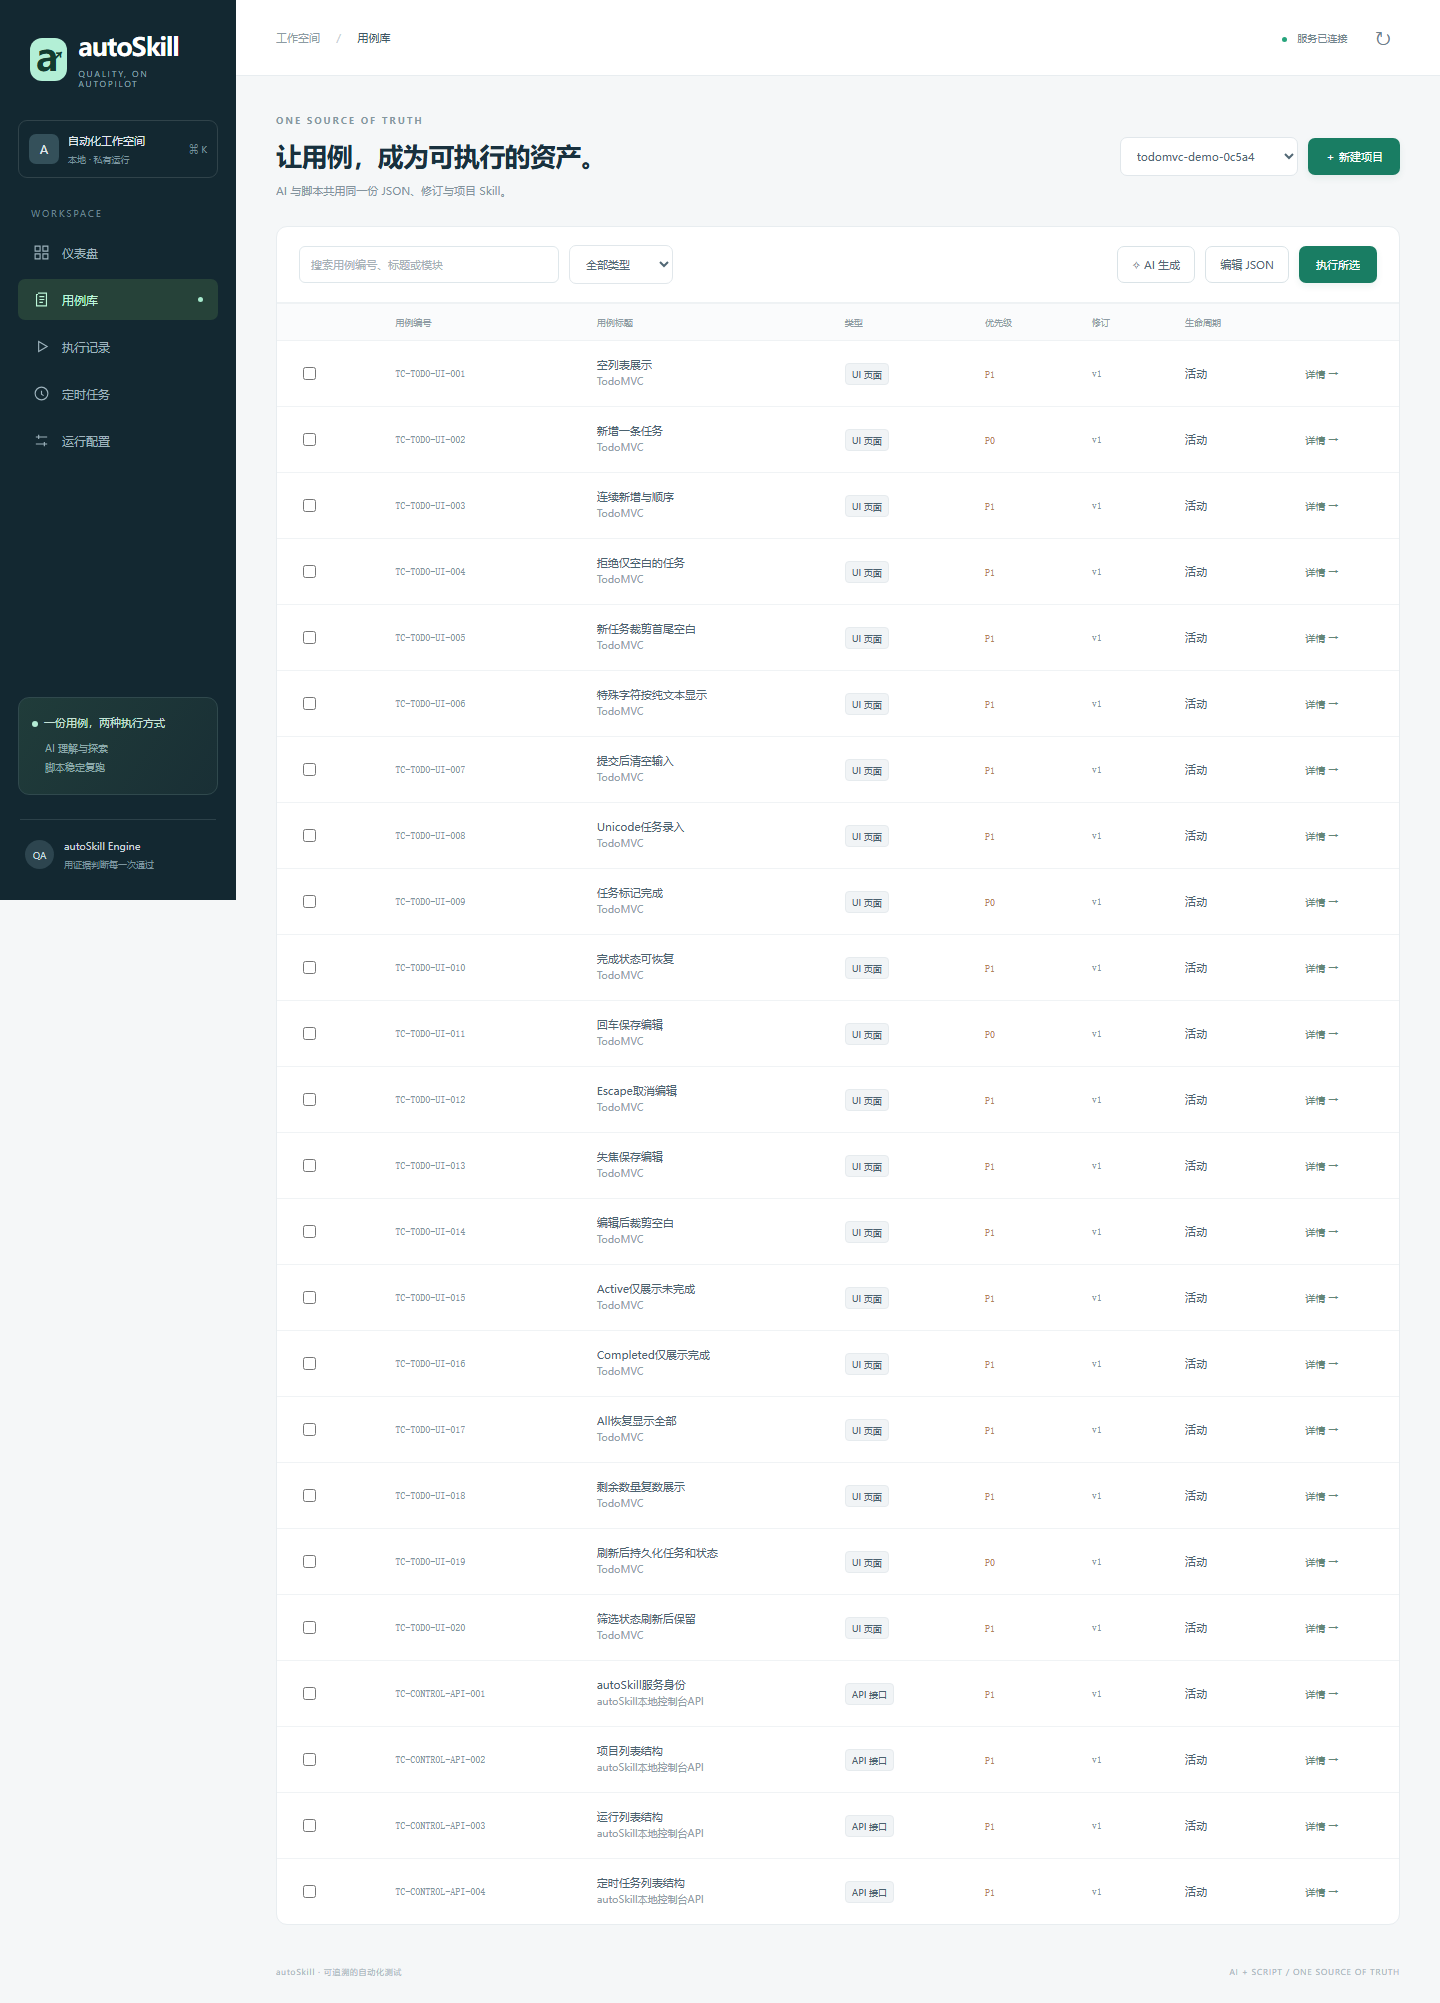 autoSkill
QUALITY, ON
AUTOPILOT
A
自动化工作空间
本地 · 私有运行
⌘ K
WORKSPACE
仪表盘
用例库
执行记录
定时任务
运行配置
一份用例，两种执行方式
AI 理解与探索
脚本稳定复跑
QA
autoSkill Engine
用证据判断每一次通过
工作空间 / 用例库
服务已连接
ONE SOURCE OF TRUTH
让用例，成为可执行的资产。
AI 与脚本共用同一份 JSON、修订与项目 Skill。
todomvc-demo-0c5a4
+ 新建项目
搜索用例编号、标题或模块
全部类型
✧ AI 生成
编辑 JSON
执行所选
用例编号 用例标题 类型 优先级 修订 生命周期
TC-TODO-UI-001 空列表展示 TodoMVC UI 页面 P1 v1 活动 详情 →
TC-TODO-UI-002 新增一条任务 TodoMVC UI 页面 P0 v1 活动 详情 →
TC-TODO-UI-003 连续新增与顺序 TodoMVC UI 页面 P1 v1 活动 详情 →
TC-TODO-UI-004 拒绝仅空白的任务 TodoMVC UI 页面 P1 v1 活动 详情 →
TC-TODO-UI-005 新任务裁剪首尾空白 TodoMVC UI 页面 P1 v1 活动 详情 →
TC-TODO-UI-006 特殊字符按纯文本显示 TodoMVC UI 页面 P1 v1 活动 详情 →
TC-TODO-UI-007 提交后清空输入 TodoMVC UI 页面 P1 v1 活动 详情 →
TC-TODO-UI-008 Unicode任务录入 TodoMVC UI 页面 P1 v1 活动 详情 →
TC-TODO-UI-009 任务标记完成 TodoMVC UI 页面 P0 v1 活动 详情 →
TC-TODO-UI-010 完成状态可恢复 TodoMVC UI 页面 P1 v1 活动 详情 →
TC-TODO-UI-011 回车保存编辑 TodoMVC UI 页面 P0 v1 活动 详情 →
TC-TODO-UI-012 Escape取消编辑 TodoMVC UI 页面 P1 v1 活动 详情 →
TC-TODO-UI-013 失焦保存编辑 TodoMVC UI 页面 P1 v1 活动 详情 →
TC-TODO-UI-014 编辑后裁剪空白 TodoMVC UI 页面 P1 v1 活动 详情 →
TC-TODO-UI-015 Active仅展示未完成 TodoMVC UI 页面 P1 v1 活动 详情 →
TC-TODO-UI-016 Completed仅展示完成 TodoMVC UI 页面 P1 v1 活动 详情 →
TC-TODO-UI-017 All恢复显示全部 TodoMVC UI 页面 P1 v1 活动 详情 →
TC-TODO-UI-018 剩余数量复数展示 TodoMVC UI 页面 P1 v1 活动 详情 →
TC-TODO-UI-019 刷新后持久化任务和状态 TodoMVC UI 页面 P0 v1 活动 详情 →
TC-TODO-UI-020 筛选状态刷新后保留 TodoMVC UI 页面 P1 v1 活动 详情 →
TC-CONTROL-API-001 autoSkill服务身份 autoSkill本地控制台API API 接口 P1 v1 活动 详情 →
TC-CONTROL-API-002 项目列表结构 autoSkill本地控制台API API 接口 P1 v1 活动 详情 →
TC-CONTROL-API-003 运行列表结构 autoSkill本地控制台API API 接口 P1 v1 活动 详情 →
TC-CONTROL-API-004 定时任务列表结构 autoSkill本地控制台API API 接口 P1 v1 活动 详情 →
autoSkill · 可追溯的自动化测试
AI + SCRIPT / ONE SOURCE OF TRUTH